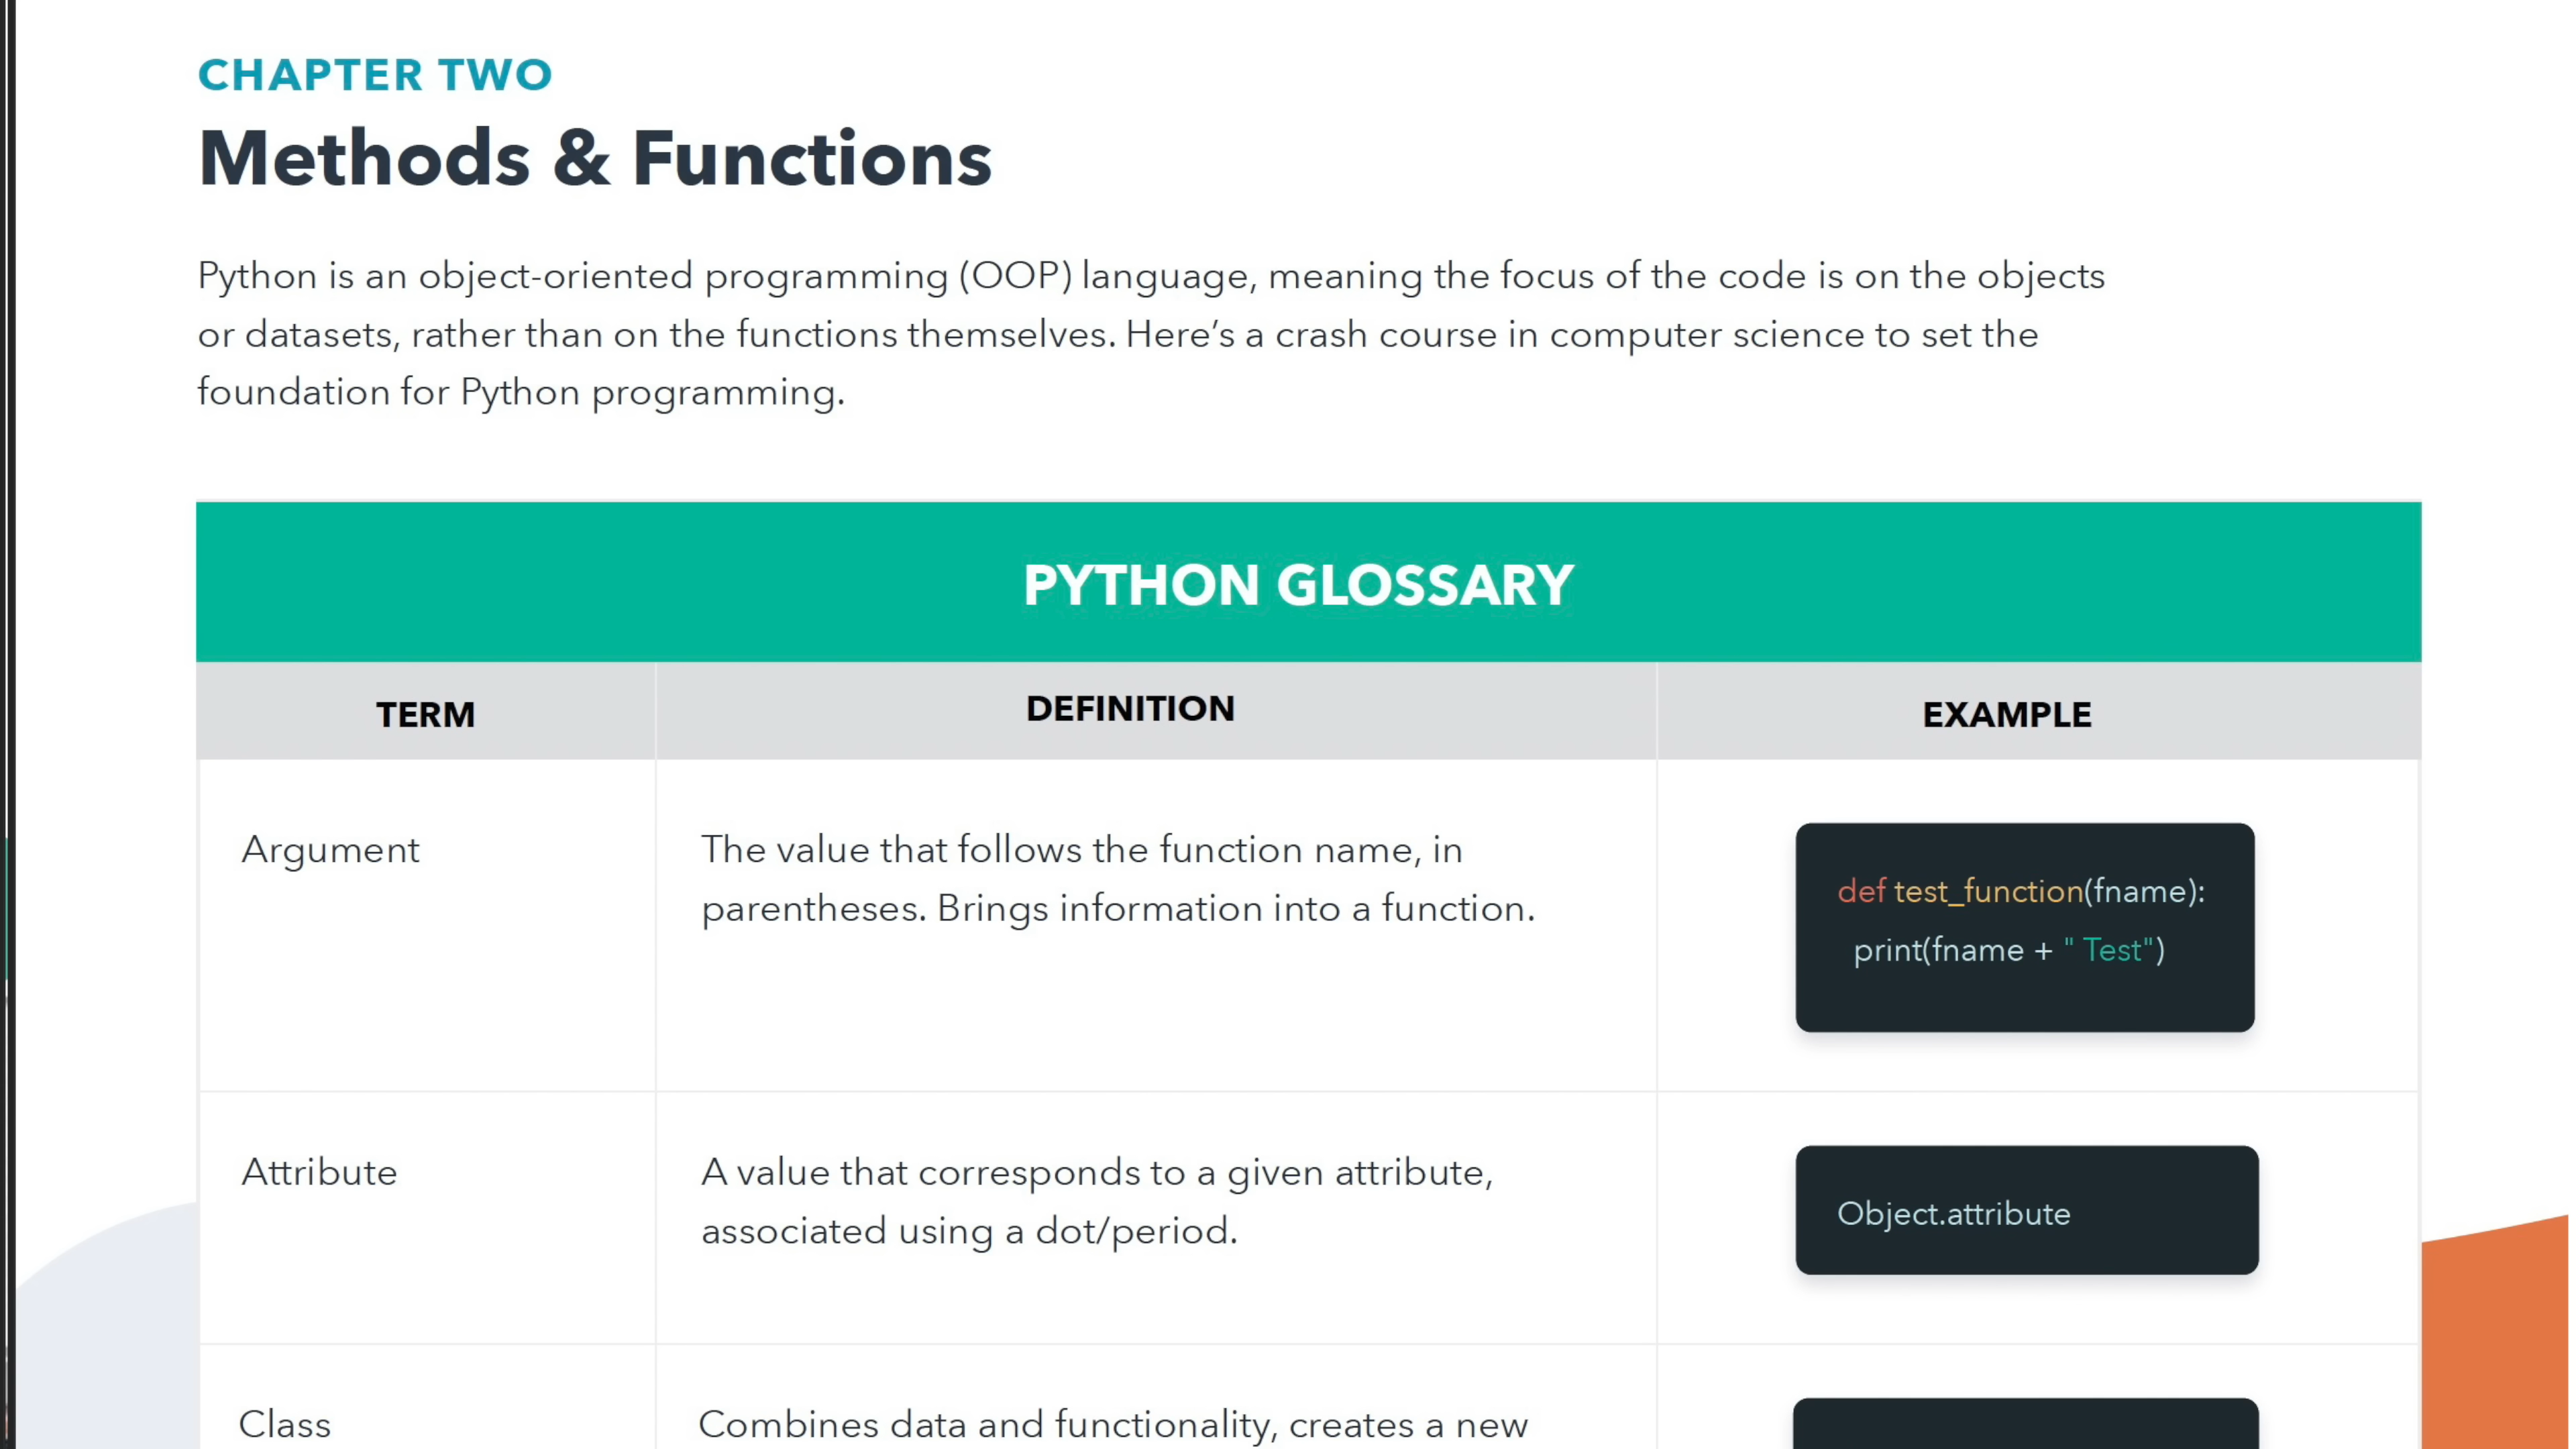 CHAPTER TWO
Methods & Functions
Python is an object-oriented programming (OOP) language, meaning the focus of the code is on the objects
or datasets, rather than on the functions themselves. Here’s a crash course in computer science to set the
foundation for Python programming.
PYTHON GLOSSARY
TERM DEFINITION EXAMPLE
Argument
The value that follows the function name, in
parentheses. Brings information into a function.
def test_function(fname):
print(fname + " Test")
Attribute
A value that corresponds to a given attribute,
associated using a dot/period.
Object.attribute
Class
Combines data and functionality, creates a new